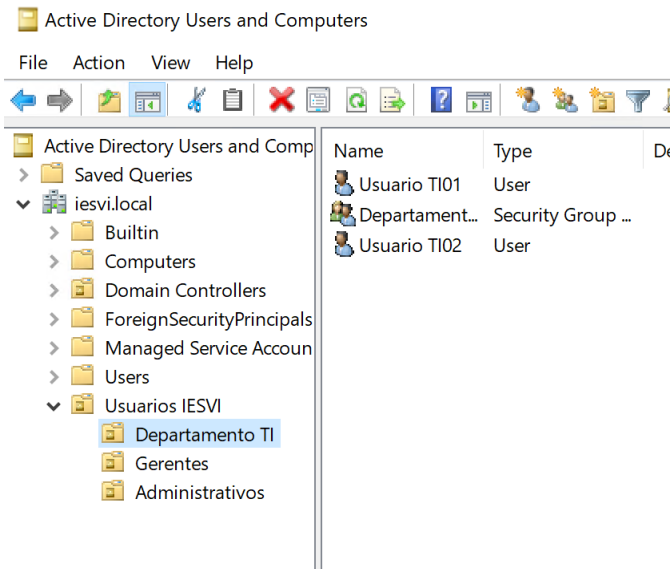 Active Directory Users and Computers
File Action View Help
Active Directory Users and Comp
Saved Queries
iesvi.local
Builtin
Computers
Domain Controllers
ForeignSecurityPrincipals
Managed Service Accoun
Users
Usuarios IESVI
Departamento TI
Gerentes
Administrativos
Name Type De
Usuario TI01 User
Departament... Security Group ...
Usuario TI02 User